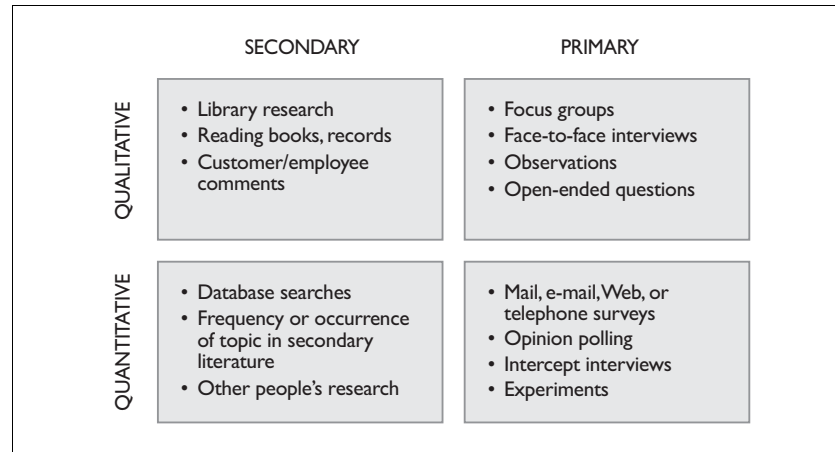 SECONDARY
PRIMARY
QUALITATIVE
• Library research
• Reading books, records
• Customer/employee
comments
• Focus groups
• Face-to-face interviews
• Observations
• Open-ended questions
QUANTITATIVE
• Database searches
• Frequency or occurrence
of topic in secondary
literature
• Other people’s research
• Mail, e-mail, Web, or
telephone surveys
• Opinion polling
• Intercept interviews
• Experiments